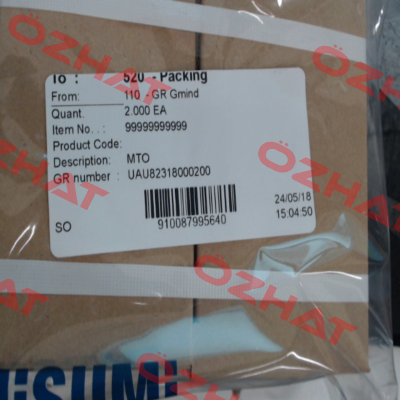 To : 520 - Packing
From: 110 - GR Gmind
Quant. 2.000 EA
Item No. . : 99999999999
Product Code:
Description: MTO
GR number : UAU82318000200
24/05/18
SO 15:04:50
910087995640
ÖZHAT
ÖZHAT
ÖZHAT
ÖZHAT
ÖZHAT